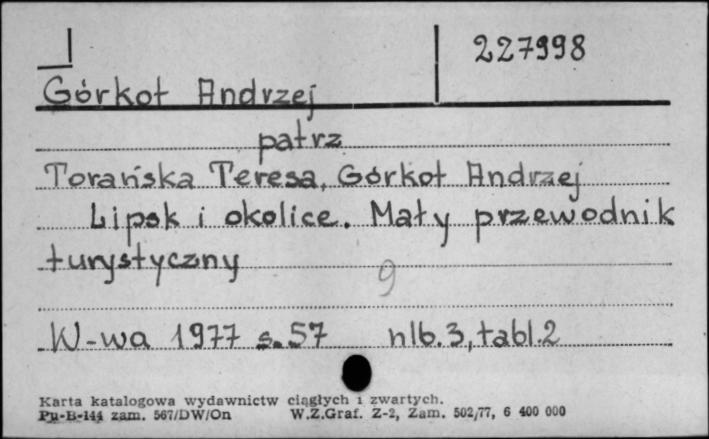 227998
Górkot Andrzej
patrz
Torańska Teresa, Górkot Andrzej
Lipsk i okolice. Mały przewodnik
turystyczny
9
W-wa 1977 s. 57 nlb. 3, tabl. 2
Karta katalogowa wydawnictw ciągłych i zwartych.
Pu-B-144 zam. 567/DW/On W.Z.Graf. Z-2, Zam. 502/77, 6 400 000